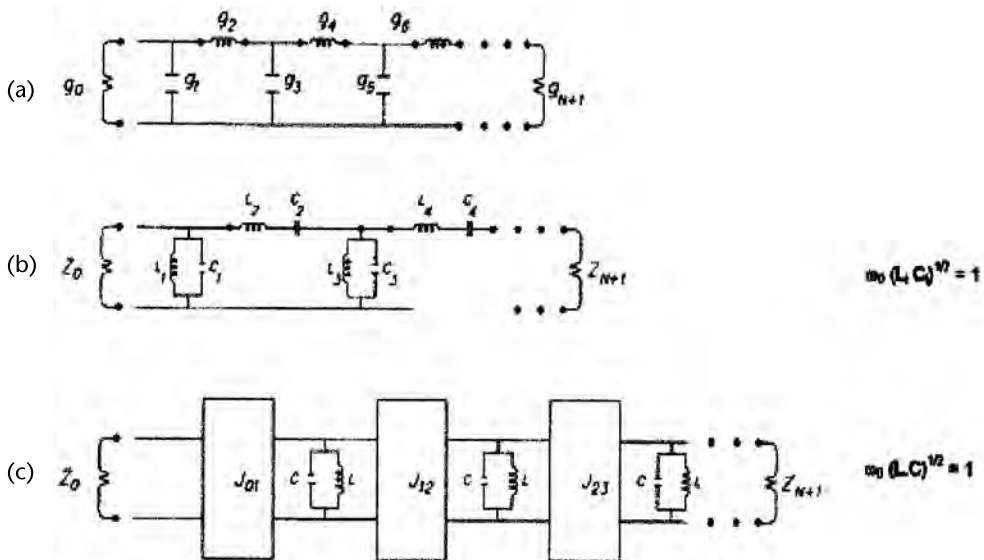 g2 g4 g6
(a) g0 g1 g3 g5 gN+1
L2 C2 L4 C4
(b) Z0 L1 C1 L3 C3 ZN+1 ω0 (Li Ci)1/2 = 1
(c) Z0 J01 C L J12 C L J23 C L ZN+1 ω0 (LC)1/2 = 1